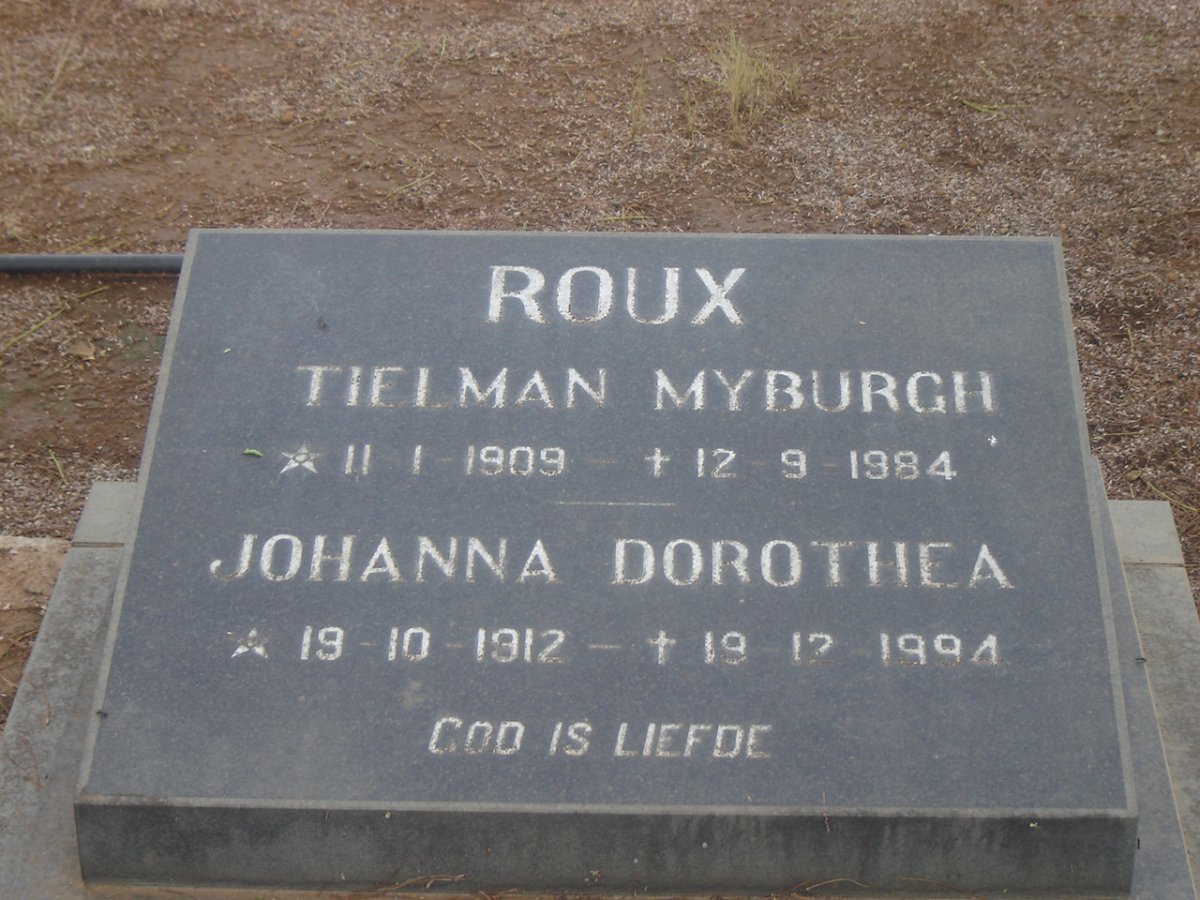 ROUX
TIELMAN MYBURGH
11-1-1909 - 12-9-1984
JOHANNA DOROTHEA
19-10-1912 - 19-12-1994
GOD IS LIEFDE